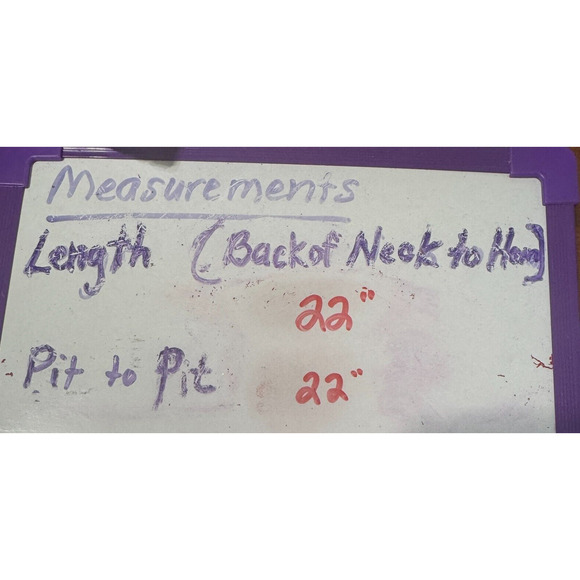 Measurements
Length (Back of Neck to Hem)
22"
Pit to Pit 22"